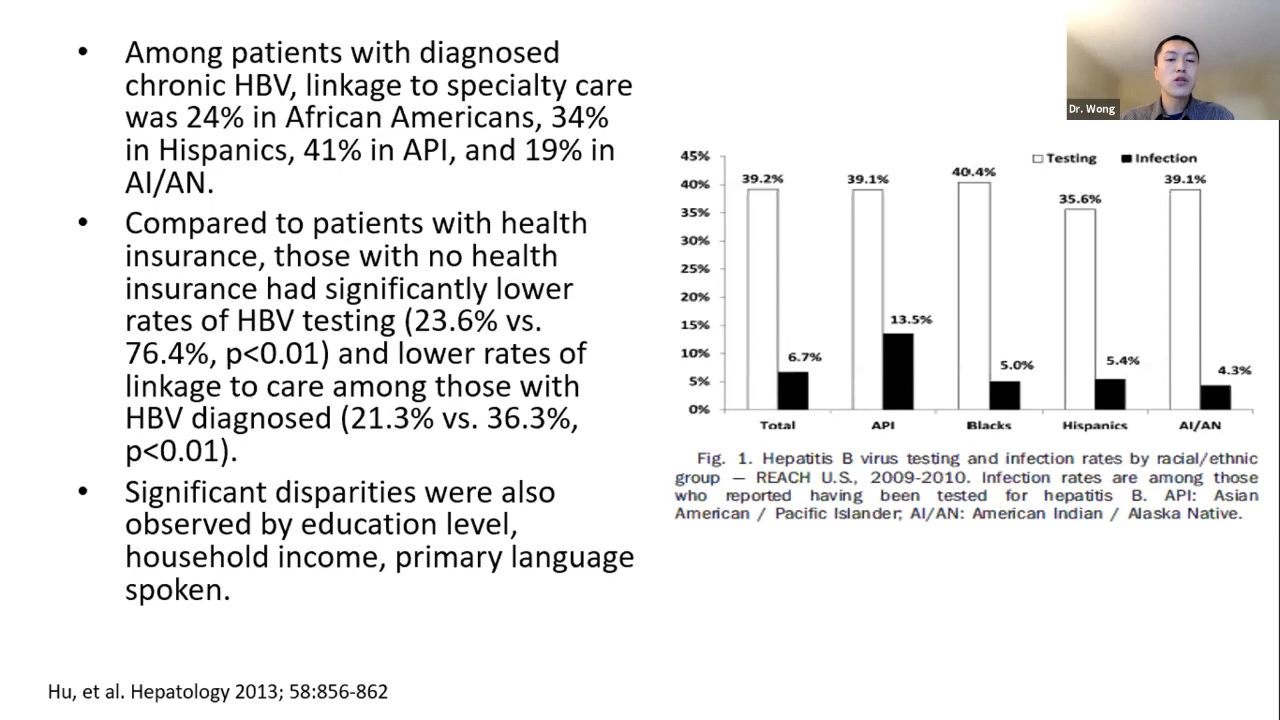 • Among patients with diagnosed
chronic HBV, linkage to specialty care
was 24% in African Americans, 34%
in Hispanics, 41% in API, and 19% in
AI/AN.
• Compared to patients with health
insurance, those with no health
insurance had significantly lower
rates of HBV testing (23.6% vs.
76.4%, p<0.01) and lower rates of
linkage to care among those with
HBV diagnosed (21.3% vs. 36.3%,
p<0.01).
• Significant disparities were also
observed by education level,
household income, primary language
spoken.
Hu, et al. Hepatology 2013; 58:856-862
Dr. Wong
Testing Infection
45%
40%
35%
30%
25%
20%
15%
10%
5%
0%
39.2%
6.7%
39.1%
13.5%
40.4%
5.0%
35.6%
5.4%
39.1%
4.3%
Total API Blacks Hispanics AI/AN
Fig. 1. Hepatitis B virus testing and infection rates by racial/ethnic
group — REACH U.S., 2009-2010. Infection rates are among those
who reported having been tested for hepatitis B. API: Asian
American / Pacific Islander; AI/AN: American Indian / Alaska Native.